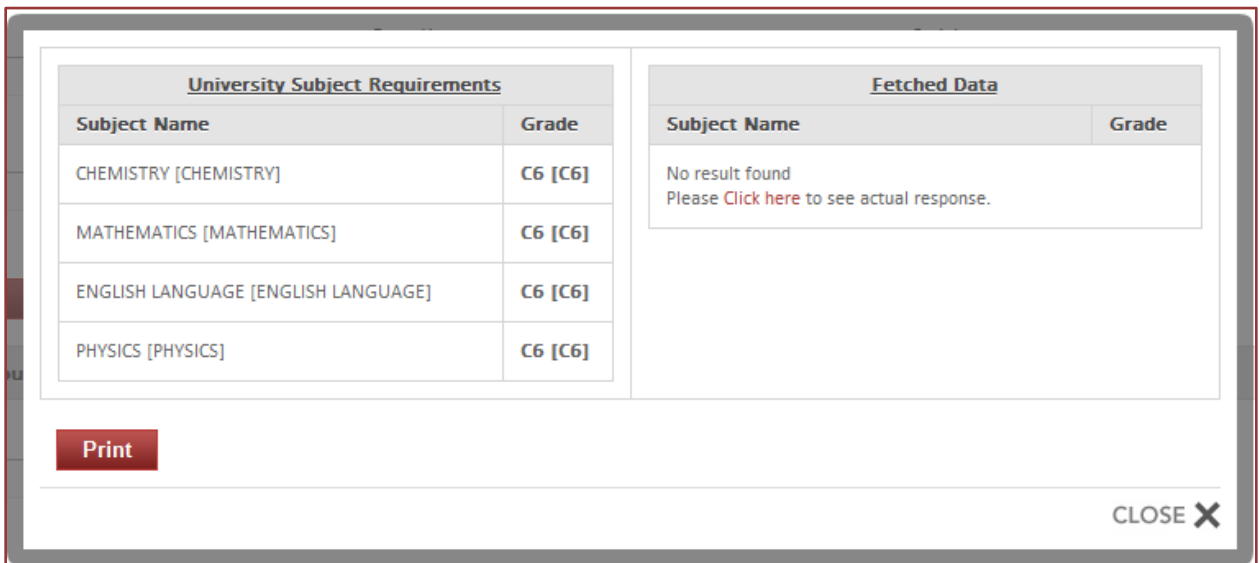 University Subject Requirements
Subject Name Grade
CHEMISTRY [CHEMISTRY] C6 [C6]
MATHEMATICS [MATHEMATICS] C6 [C6]
ENGLISH LANGUAGE [ENGLISH LANGUAGE] C6 [C6]
PHYSICS [PHYSICS] C6 [C6]
Fetched Data
Subject Name Grade
No result found
Please Click here to see actual response.
Print
CLOSE